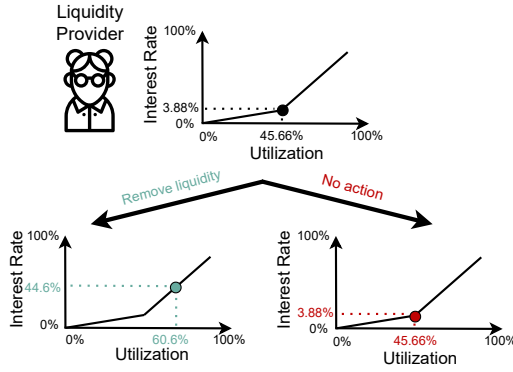 Liquidity
Provider
Interest Rate
100%
3.88%
0%
0%
45.66%
100%
Utilization
Remove liquidity
No action
Interest Rate
100%
44.6%
0%
0%
60.6%
100%
Utilization
Interest Rate
100%
3.88%
0%
0%
45.66%
100%
Utilization